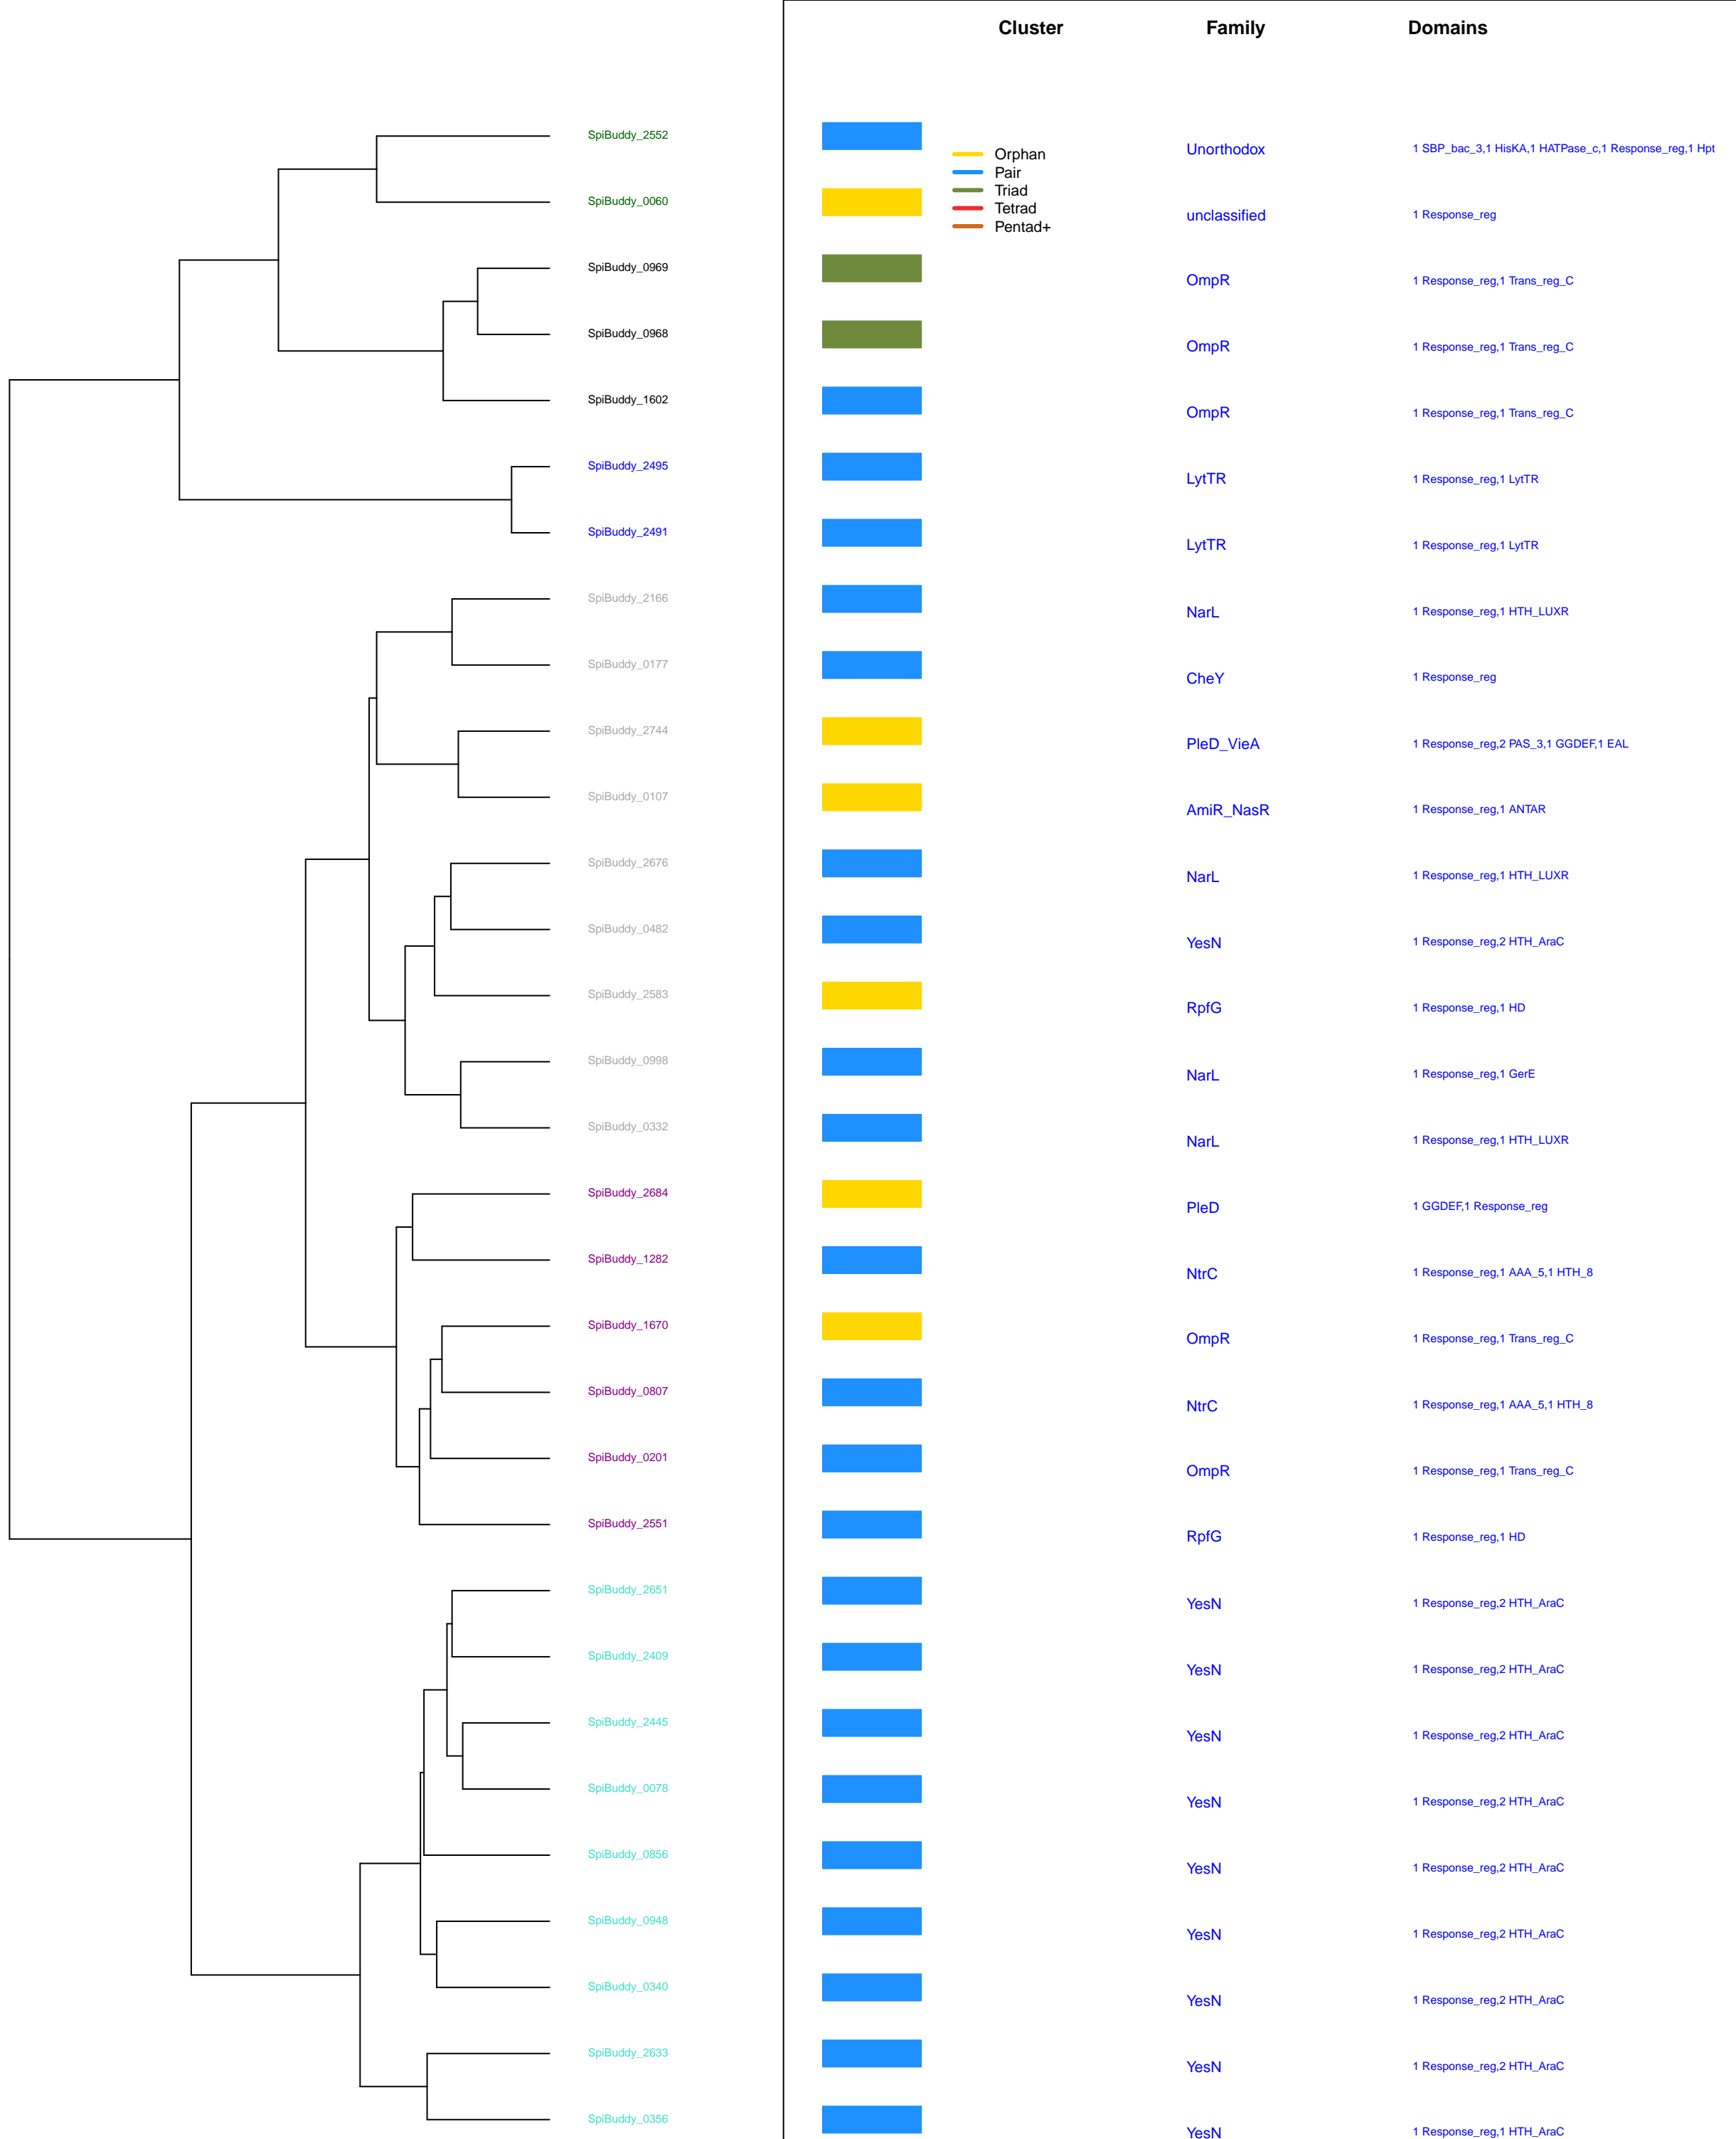 Cluster Family Domains
SpiBuddy_2552 Unorthodox 1 SBP_bac_3,1 HisKA,1 HATPase_c,1 Response_reg,1 Hpt
Orphan
Pair
Triad
Tetrad
Pentad+
SpiBuddy_0060 unclassified 1 Response_reg
SpiBuddy_0969 OmpR 1 Response_reg,1 Trans_reg_C
SpiBuddy_0968 OmpR 1 Response_reg,1 Trans_reg_C
SpiBuddy_1602 OmpR 1 Response_reg,1 Trans_reg_C
SpiBuddy_2495 LytTR 1 Response_reg,1 LytTR
SpiBuddy_2491 LytTR 1 Response_reg,1 LytTR
SpiBuddy_2166 NarL 1 Response_reg,1 HTH_LUXR
SpiBuddy_0177 CheY 1 Response_reg
SpiBuddy_2744 PleD_VieA 1 Response_reg,2 PAS_3,1 GGDEF,1 EAL
SpiBuddy_0107 AmiR_NasR 1 Response_reg,1 ANTAR
SpiBuddy_2676 NarL 1 Response_reg,1 HTH_LUXR
SpiBuddy_0482 YesN 1 Response_reg,2 HTH_AraC
SpiBuddy_2583 RpfG 1 Response_reg,1 HD
SpiBuddy_0998 NarL 1 Response_reg,1 GerE
SpiBuddy_0332 NarL 1 Response_reg,1 HTH_LUXR
SpiBuddy_2684 PleD 1 GGDEF,1 Response_reg
SpiBuddy_1282 NtrC 1 Response_reg,1 AAA_5,1 HTH_8
SpiBuddy_1670 OmpR 1 Response_reg,1 Trans_reg_C
SpiBuddy_0807 NtrC 1 Response_reg,1 AAA_5,1 HTH_8
SpiBuddy_0201 OmpR 1 Response_reg,1 Trans_reg_C
SpiBuddy_2551 RpfG 1 Response_reg,1 HD
SpiBuddy_2651 YesN 1 Response_reg,2 HTH_AraC
SpiBuddy_2409 YesN 1 Response_reg,2 HTH_AraC
SpiBuddy_2445 YesN 1 Response_reg,2 HTH_AraC
SpiBuddy_0078 YesN 1 Response_reg,2 HTH_AraC
SpiBuddy_0856 YesN 1 Response_reg,2 HTH_AraC
SpiBuddy_0948 YesN 1 Response_reg,2 HTH_AraC
SpiBuddy_0340 YesN 1 Response_reg,2 HTH_AraC
SpiBuddy_2633 YesN 1 Response_reg,2 HTH_AraC
SpiBuddy_0356 YesN 1 Response_reg,1 HTH_AraC